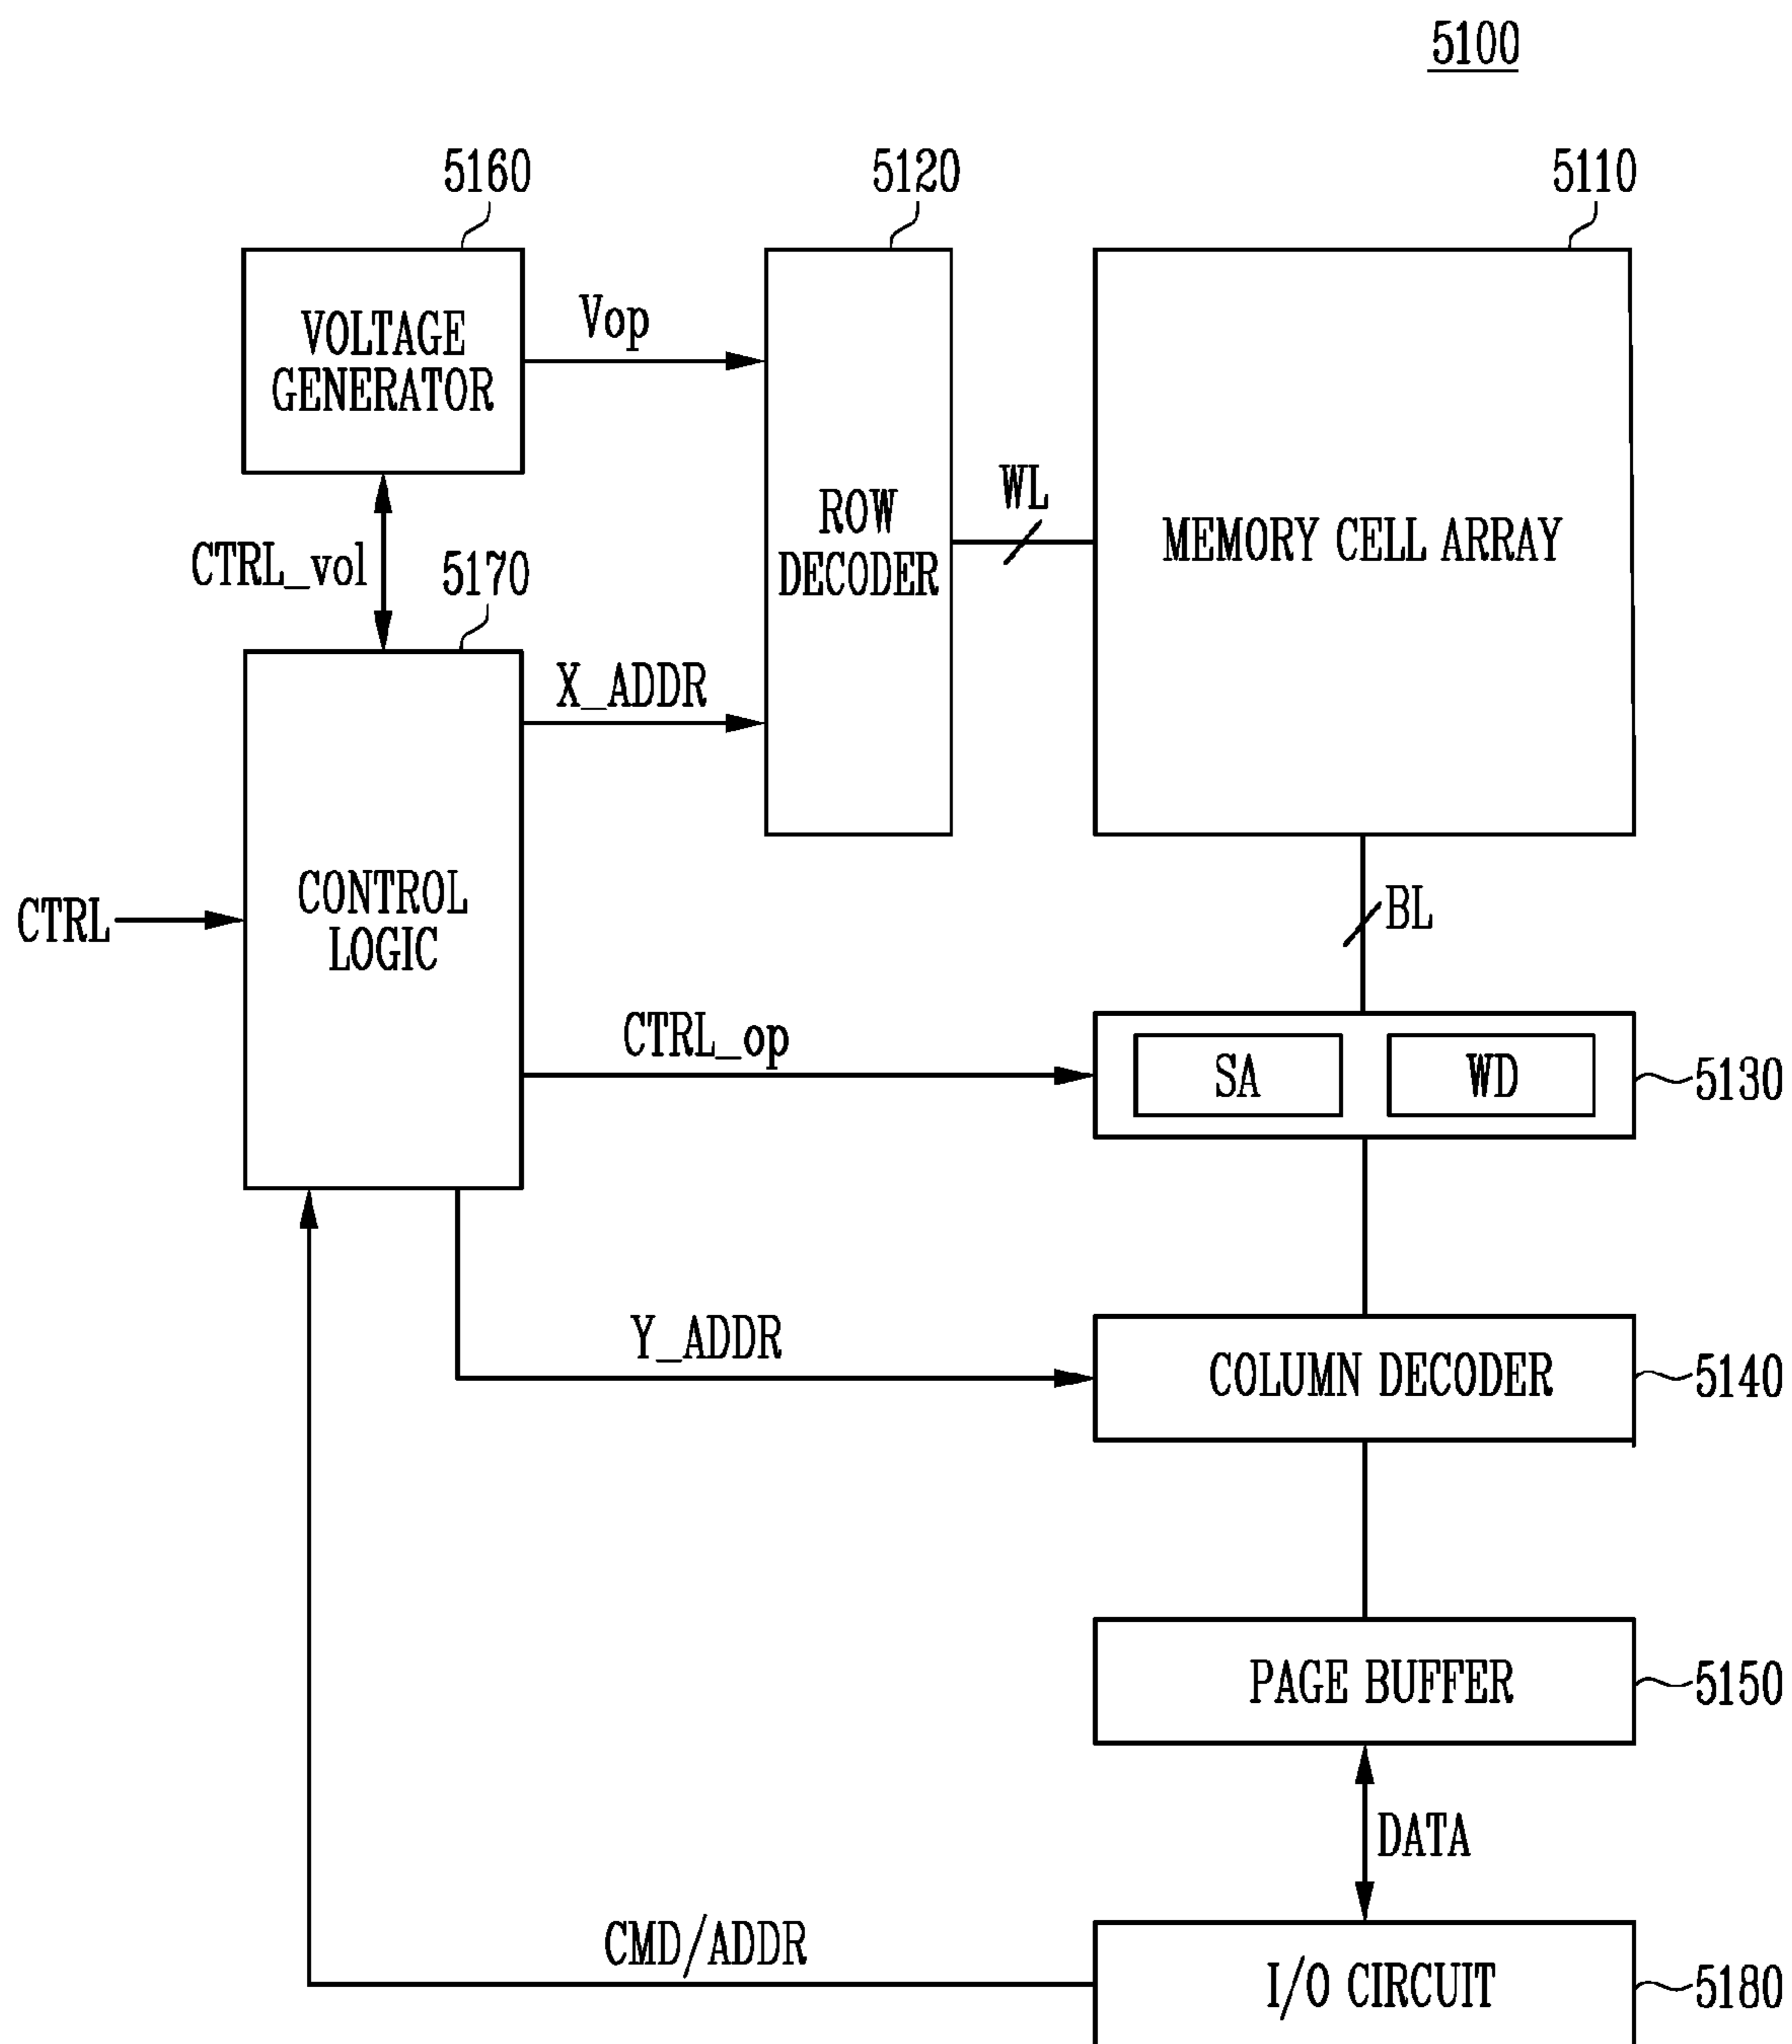 5100
5160
5120
5110
VOLTAGE
GENERATOR
Vop
ROW
DECODER
WL
MEMORY CELL ARRAY
CTRL_vol
5170
X_ADDR
CTRL
CONTROL
LOGIC
BL
CTRL_op
SA
WD
5130
Y_ADDR
COLUMN DECODER
5140
PAGE BUFFER
5150
DATA
CMD/ADDR
I/O CIRCUIT
5180